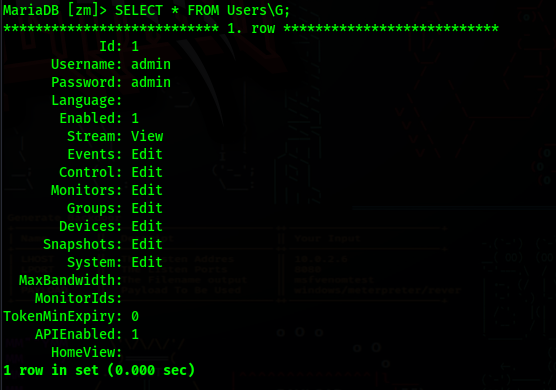 MariaDB [zm]> SELECT * FROM Users\G;
*************************** 1. row ***************************
Id: 1
Username: admin
Password: admin
Language:
Enabled: 1
Stream: View
Events: Edit
Control: Edit
Monitors: Edit
Groups: Edit
Devices: Edit
Snapshots: Edit
System: Edit
MaxBandwidth:
MonitorIds:
TokenMinExpiry: 0
APIEnabled: 1
HomeView:
1 row in set (0.000 sec)